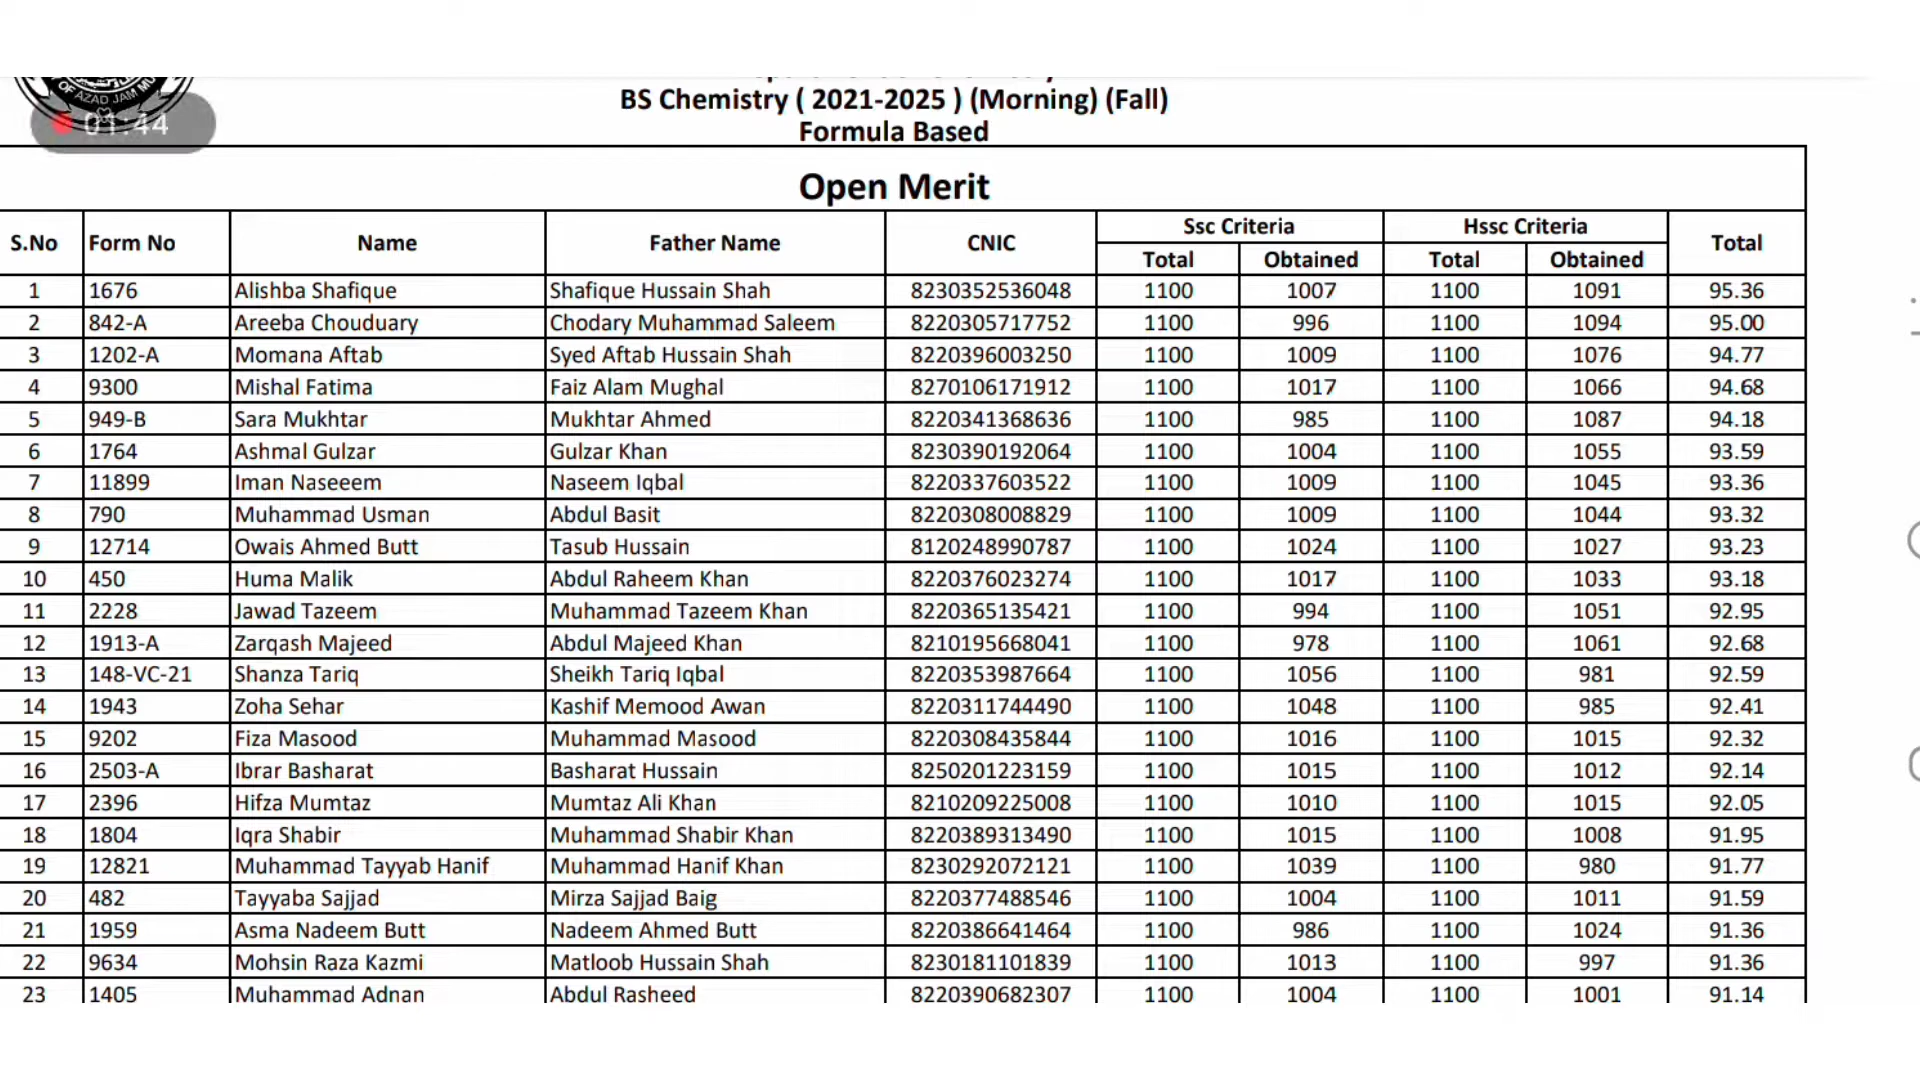 OF AZAD JAM MU
01:44
BS Chemistry ( 2021-2025 ) (Morning) (Fall)
Formula Based
Open Merit
S.No Form No Name Father Name CNIC Ssc Criteria Hssc Criteria Total
Total Obtained Total Obtained
1 1676 Alishba Shafique Shafique Hussain Shah 8230352536048 1100 1007 1100 1091 95.36
2 842-A Areeba Chouduary Chodary Muhammad Saleem 8220305717752 1100 996 1100 1094 95.00
3 1202-A Momana Aftab Syed Aftab Hussain Shah 8220396003250 1100 1009 1100 1076 94.77
4 9300 Mishal Fatima Faiz Alam Mughal 8270106171912 1100 1017 1100 1066 94.68
5 949-B Sara Mukhtar Mukhtar Ahmed 8220341368636 1100 985 1100 1087 94.18
6 1764 Ashmal Gulzar Gulzar Khan 8230390192064 1100 1004 1100 1055 93.59
7 11899 Iman Naseeem Naseem Iqbal 8220337603522 1100 1009 1100 1045 93.36
8 790 Muhammad Usman Abdul Basit 8220308008829 1100 1009 1100 1044 93.32
9 12714 Owais Ahmed Butt Tasub Hussain 8120248990787 1100 1024 1100 1027 93.23
10 450 Huma Malik Abdul Raheem Khan 8220376023274 1100 1017 1100 1033 93.18
11 2228 Jawad Tazeem Muhammad Tazeem Khan 8220365135421 1100 994 1100 1051 92.95
12 1913-A Zarqash Majeed Abdul Majeed Khan 8210195668041 1100 978 1100 1061 92.68
13 148-VC-21 Shanza Tariq Sheikh Tariq Iqbal 8220353987664 1100 1056 1100 981 92.59
14 1943 Zoha Sehar Kashif Memood Awan 8220311744490 1100 1048 1100 985 92.41
15 9202 Fiza Masood Muhammad Masood 8220308435844 1100 1016 1100 1015 92.32
16 2503-A Ibrar Basharat Basharat Hussain 8250201223159 1100 1015 1100 1012 92.14
17 2396 Hifza Mumtaz Mumtaz Ali Khan 8210209225008 1100 1010 1100 1015 92.05
18 1804 Iqra Shabir Muhammad Shabir Khan 8220389313490 1100 1015 1100 1008 91.95
19 12821 Muhammad Tayyab Hanif Muhammad Hanif Khan 8230292072121 1100 1039 1100 980 91.77
20 482 Tayyaba Sajjad Mirza Sajjad Baig 8220377488546 1100 1004 1100 1011 91.59
21 1959 Asma Nadeem Butt Nadeem Ahmed Butt 8220386641464 1100 986 1100 1024 91.36
22 9634 Mohsin Raza Kazmi Matloob Hussain Shah 8230181101839 1100 1013 1100 997 91.36
23 1405 Muhammad Adnan Abdul Rasheed 8220390682307 1100 1004 1100 1001 91.14